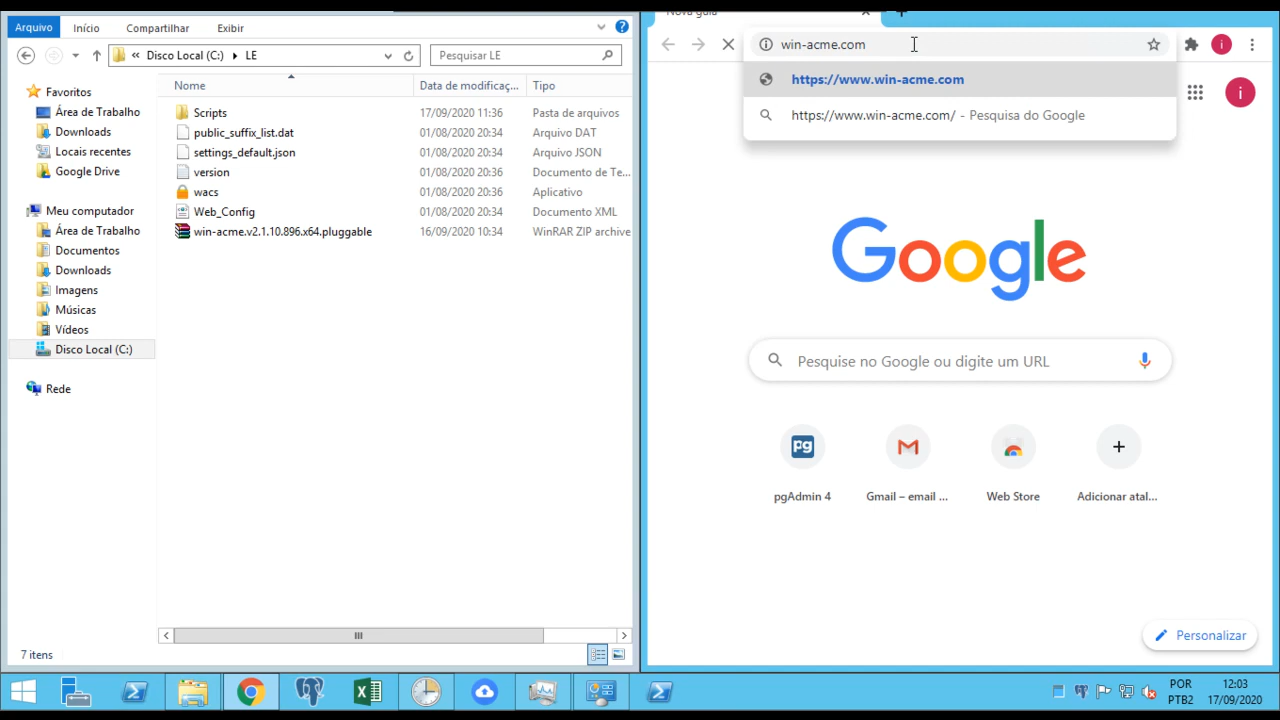 Arquivo Início Compartilhar Exibir
Disco Local (C:) LE
Pesquisar LE
Nome Data de modificaç... Tipo
Favoritos
Área de Trabalho
Downloads
Locais recentes
Google Drive
Meu computador
Área de Trabalho
Documentos
Downloads
Imagens
Músicas
Vídeos
Disco Local (C:)
Rede
Scripts 17/09/2020 11:36 Pasta de arquivos
public_suffix_list.dat 01/08/2020 20:34 Arquivo DAT
settings_default.json 01/08/2020 20:34 Arquivo JSON
version 01/08/2020 20:36 Documento de Te...
wacs 01/08/2020 20:36 Aplicativo
Web_Config 01/08/2020 20:34 Documento XML
win-acme.v2.1.10.896.x64.pluggable 16/09/2020 10:34 WinRAR ZIP archive
7 itens
Nova guia
win-acme.com
i
https://www.win-acme.com
https://www.win-acme.com/ - Pesquisa do Google
i
Google
Pesquise no Google ou digite um URL
pg
pgAdmin 4
Gmail – email ...
Web Store
Adicionar atal...
Personalizar
POR
PTB2
12:03
17/09/2020